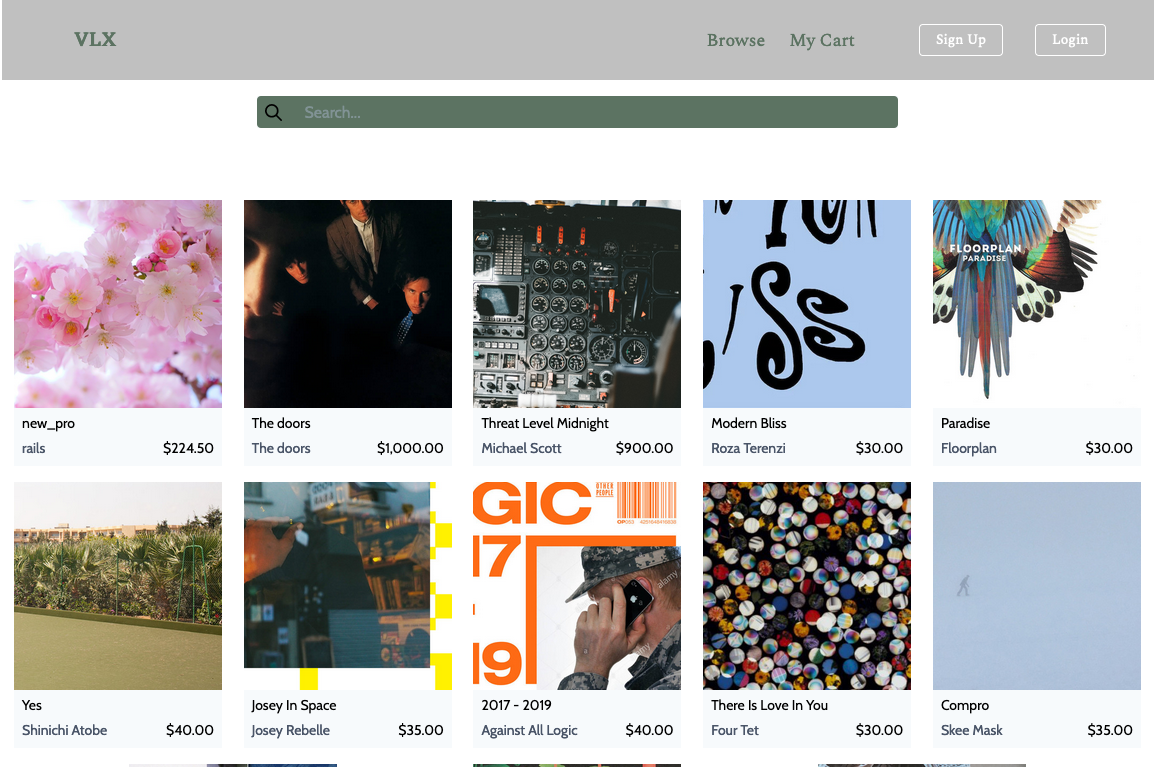 VLX
Browse
My Cart
Sign Up
Login
Search...
FLOORPLAN
PARADISE
new_pro
rails
$224.50
The doors
The doors
$1,000.00
Threat Level Midnight
Michael Scott
$900.00
Modern Bliss
Roza Terenzi
$30.00
Paradise
Floorplan
$30.00
GIC
OTHER
PEOPLE
17
19
alamy
Yes
Shinichi Atobe
$40.00
Josey In Space
Josey Rebelle
$35.00
2017 - 2019
Against All Logic
$40.00
There Is Love In You
Four Tet
$30.00
Compro
Skee Mask
$35.00